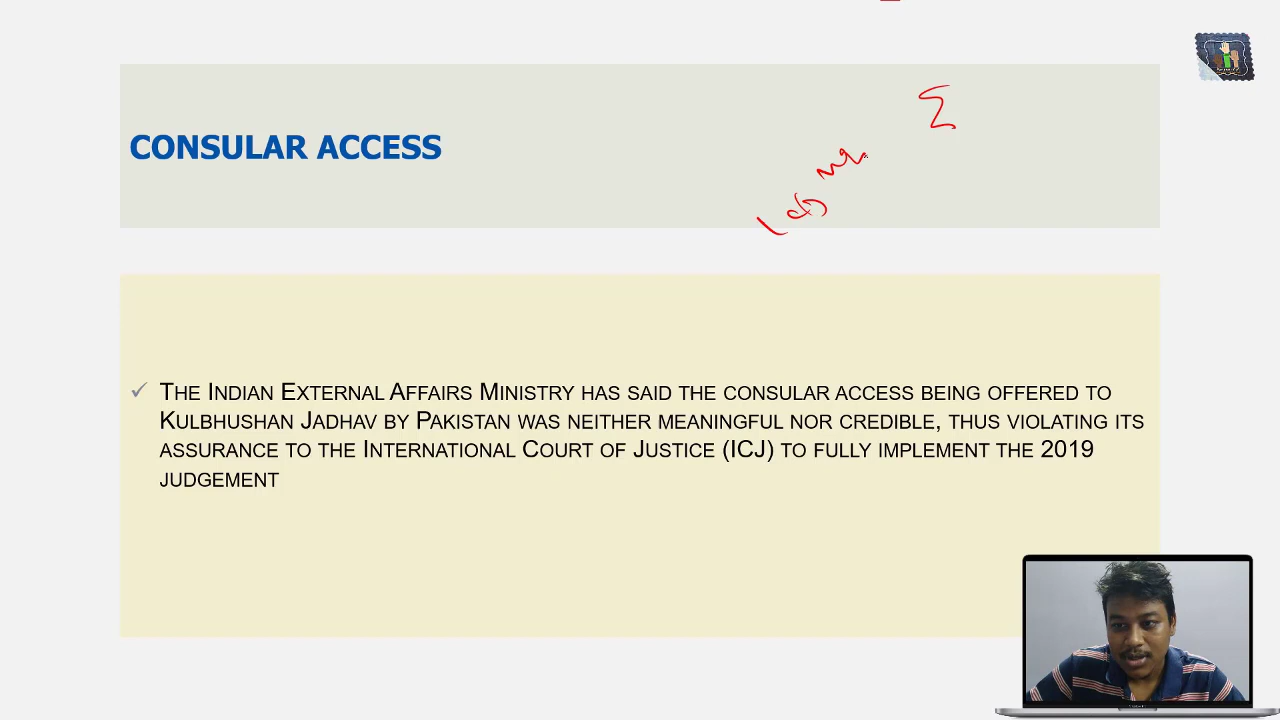 CONSULAR ACCESS
THE INDIAN EXTERNAL AFFAIRS MINISTRY HAS SAID THE CONSULAR ACCESS BEING OFFERED TO
KULBHUSHAN JADHAV BY PAKISTAN WAS NEITHER MEANINGFUL NOR CREDIBLE, THUS VIOLATING ITS
ASSURANCE TO THE INTERNATIONAL COURT OF JUSTICE (ICJ) TO FULLY IMPLEMENT THE 2019
JUDGEMENT